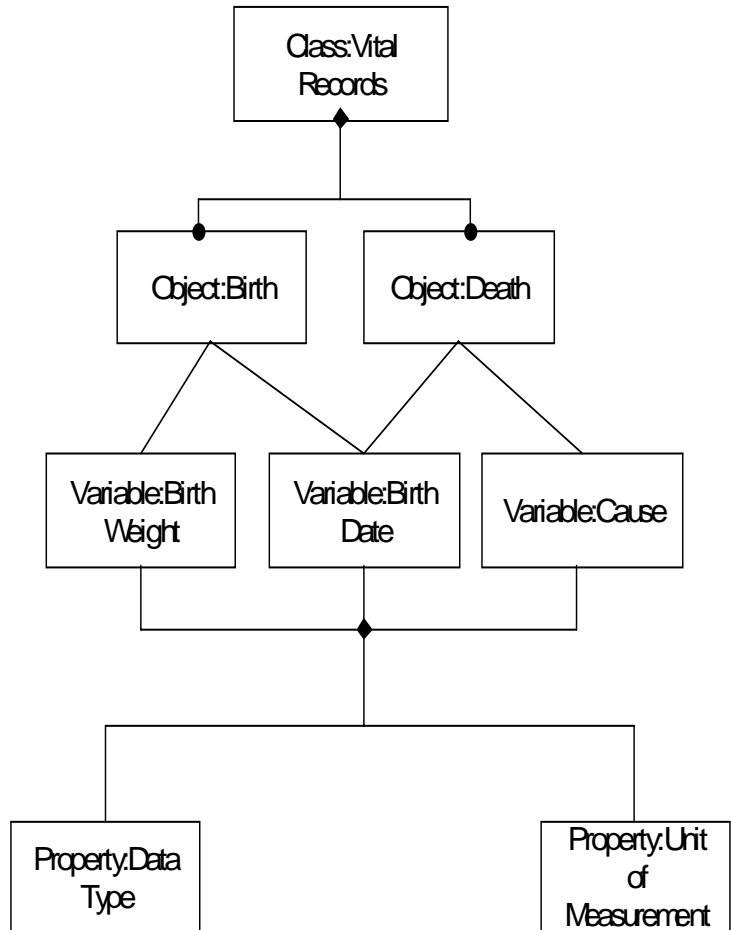 Class:Vital
Records
Object:Birth
Object:Death
Variable:Birth
Weight
Variable:Birth
Date
Variable:Cause
Property:Data
Type
Property:Unit
of
Measurement